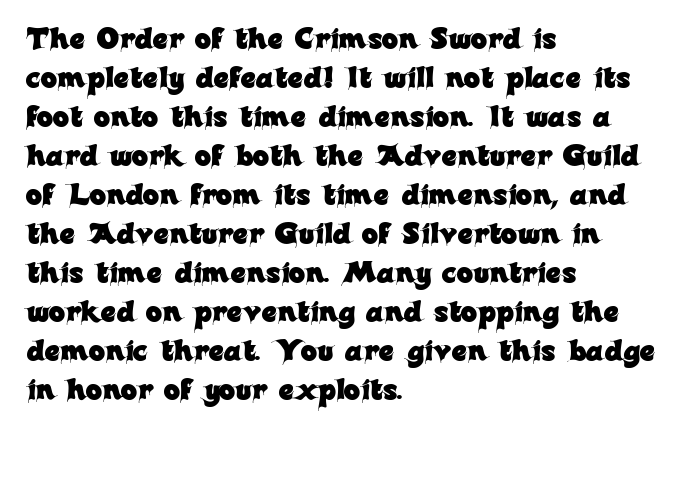 The Order of the Crimson Sword is
completely defeated! It will not place its
foot onto this time dimension. It was a
hard work of both the Adventurer Guild
of London from its time dimension, and
the Adventurer Guild of Silvertown in
this time dimension. Many countries
worked on preventing and stopping the
demonic threat. You are given this badge
in honor of your exploits.